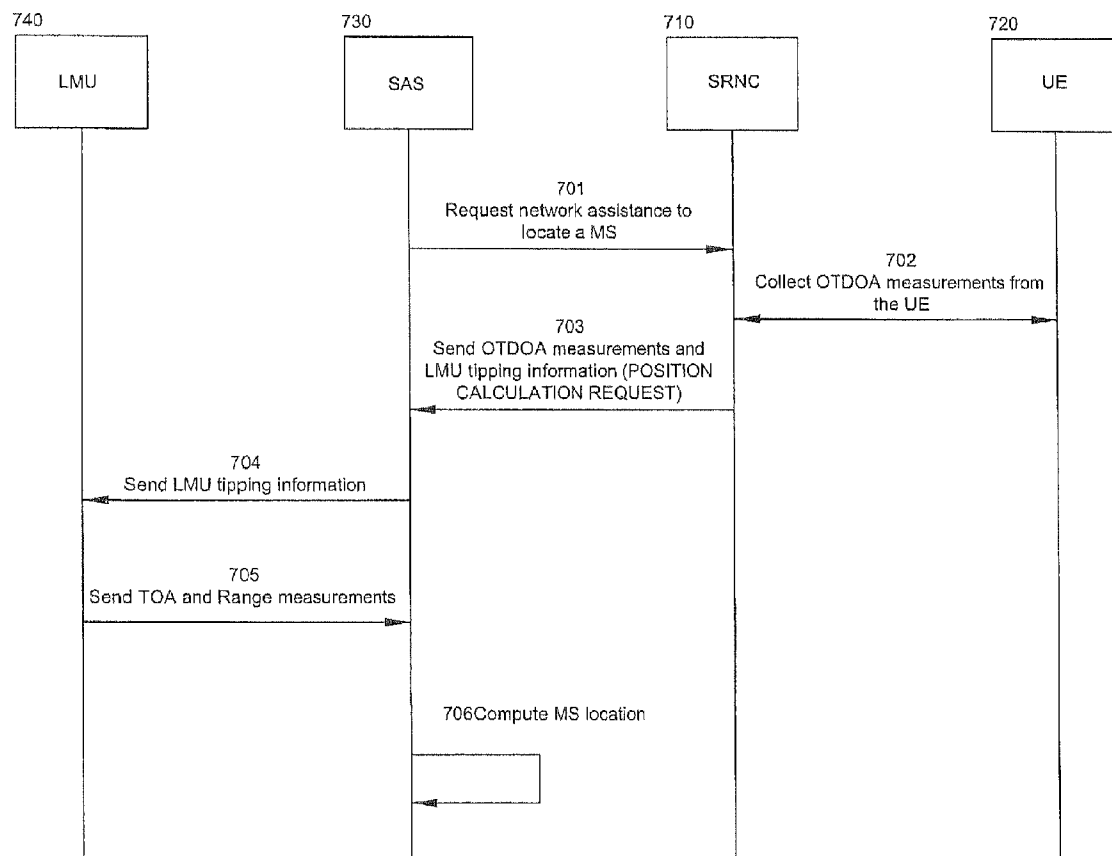 740
730
710
720
LMU
SAS
SRNC
UE
701
Request network assistance to
locate a MS
702
Collect OTDOA measurements from
the UE
703
Send OTDOA measurements and
LMU tipping information (POSITION
CALCULATION REQUEST)
704
Send LMU tipping information
705
Send TOA and Range measurements
706Compute MS location